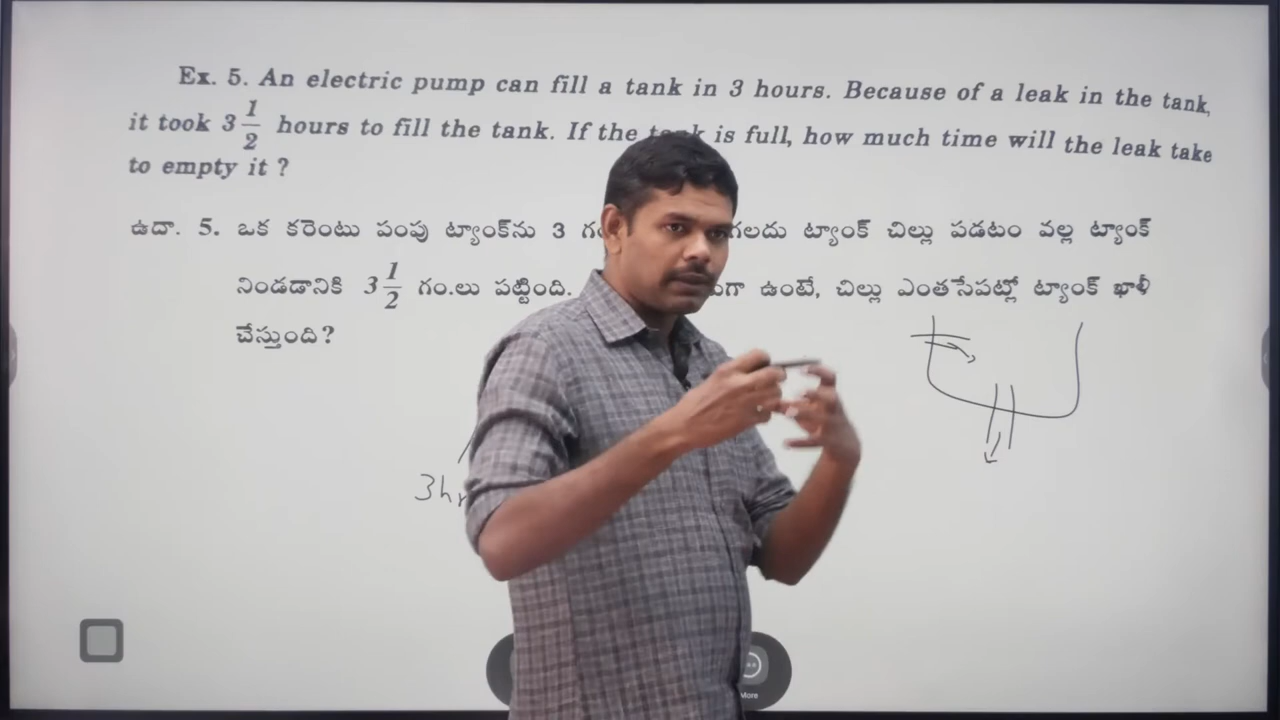 Ex. 5. An electric pump can fill a tank in 3 hours. Because of a leak in the tank,
it took 3 1/2 hours to fill the tank. If the tank is full, how much time will the leak take
to empty it ?
ఉదా. 5. ఒక కరెంటు పంపు ట్యాంక్‌ను 3 ట్యాంక్ చిల్లు పడటం వల్ల ట్యాంక్
నిండడానికి 3 1/2 గం.లు పట్టింది. ఉంటే, చిల్లు ఎంతసేపట్లో ట్యాంక్ ఖాళీ
చేస్తుంది?
More